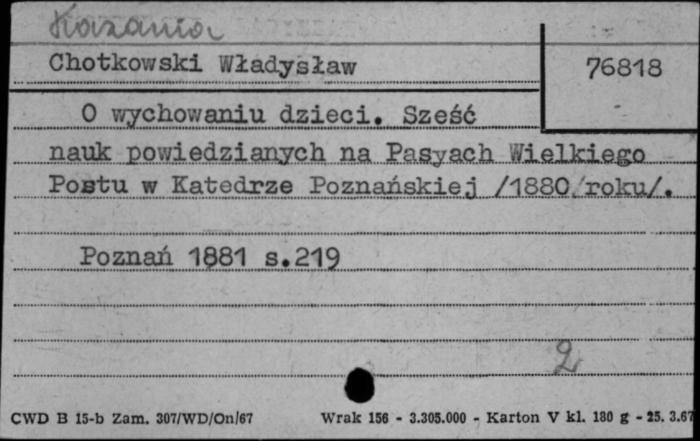 Kazania
Chotkowski Władysław
76818
O wychowaniu dzieci. Sześć
nauk powiedzianych na Pasyach Wielkiego
Postu w Katedrze Poznańskiej /1880 roku/.
Poznań 1881 s.219
2
CWD B 15-b Zam. 307/WD/On/67 Wrak 156 - 3.305.000 - Karton V kl. 180 g - 25. 3.67